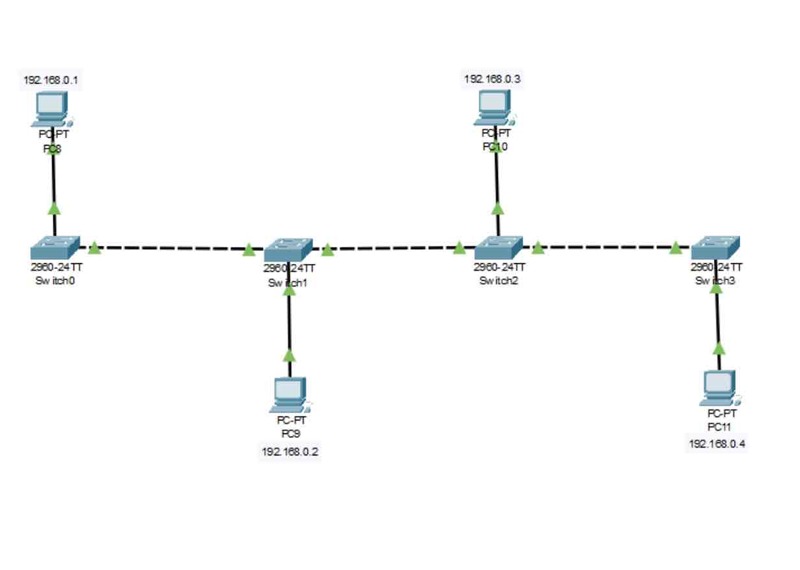 192.168.0.1
PC-PT
PC8
192.168.0.3
PC-PT
PC10
2960-24TT
Switch0
2960-24TT
Switch1
2960-24TT
Switch2
2960-24TT
Switch3
PC-PT
PC9
192.168.0.2
PC-PT
PC11
192.168.0.4